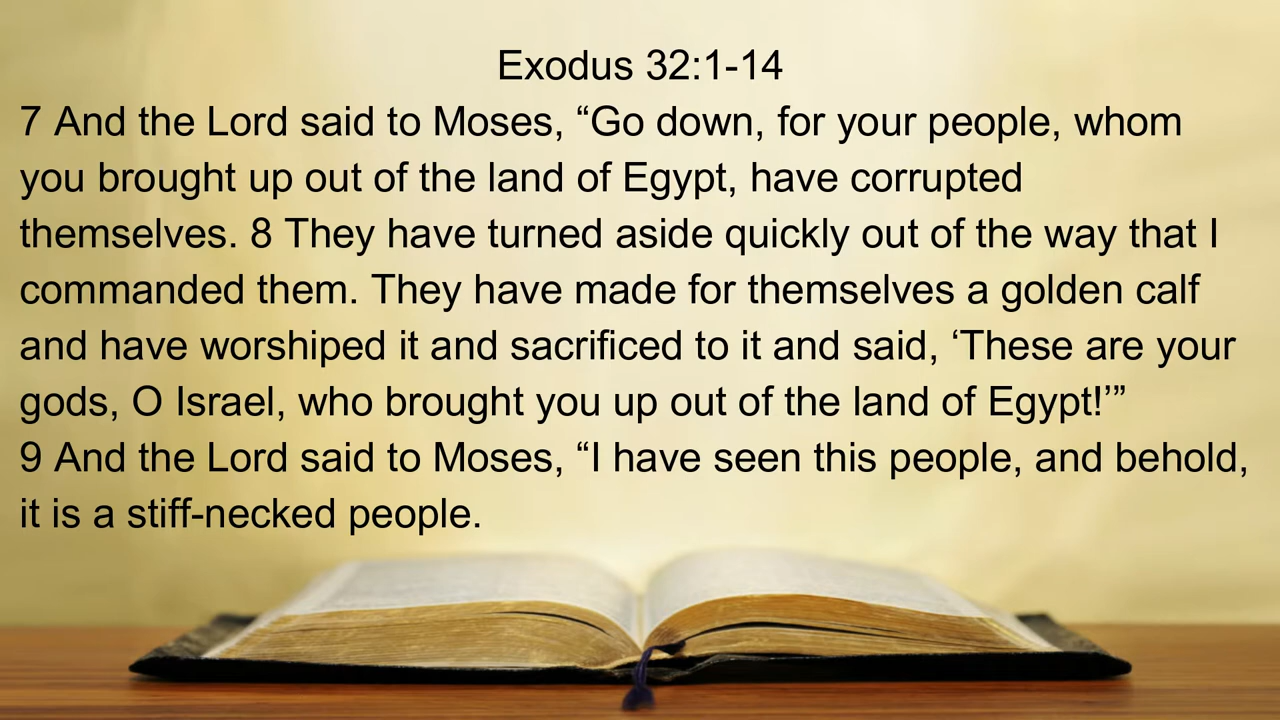 Exodus 32:1-14
7 And the Lord said to Moses, “Go down, for your people, whom
you brought up out of the land of Egypt, have corrupted
themselves. 8 They have turned aside quickly out of the way that I
commanded them. They have made for themselves a golden calf
and have worshiped it and sacrificed to it and said, ‘These are your
gods, O Israel, who brought you up out of the land of Egypt!’”
9 And the Lord said to Moses, “I have seen this people, and behold,
it is a stiff-necked people.